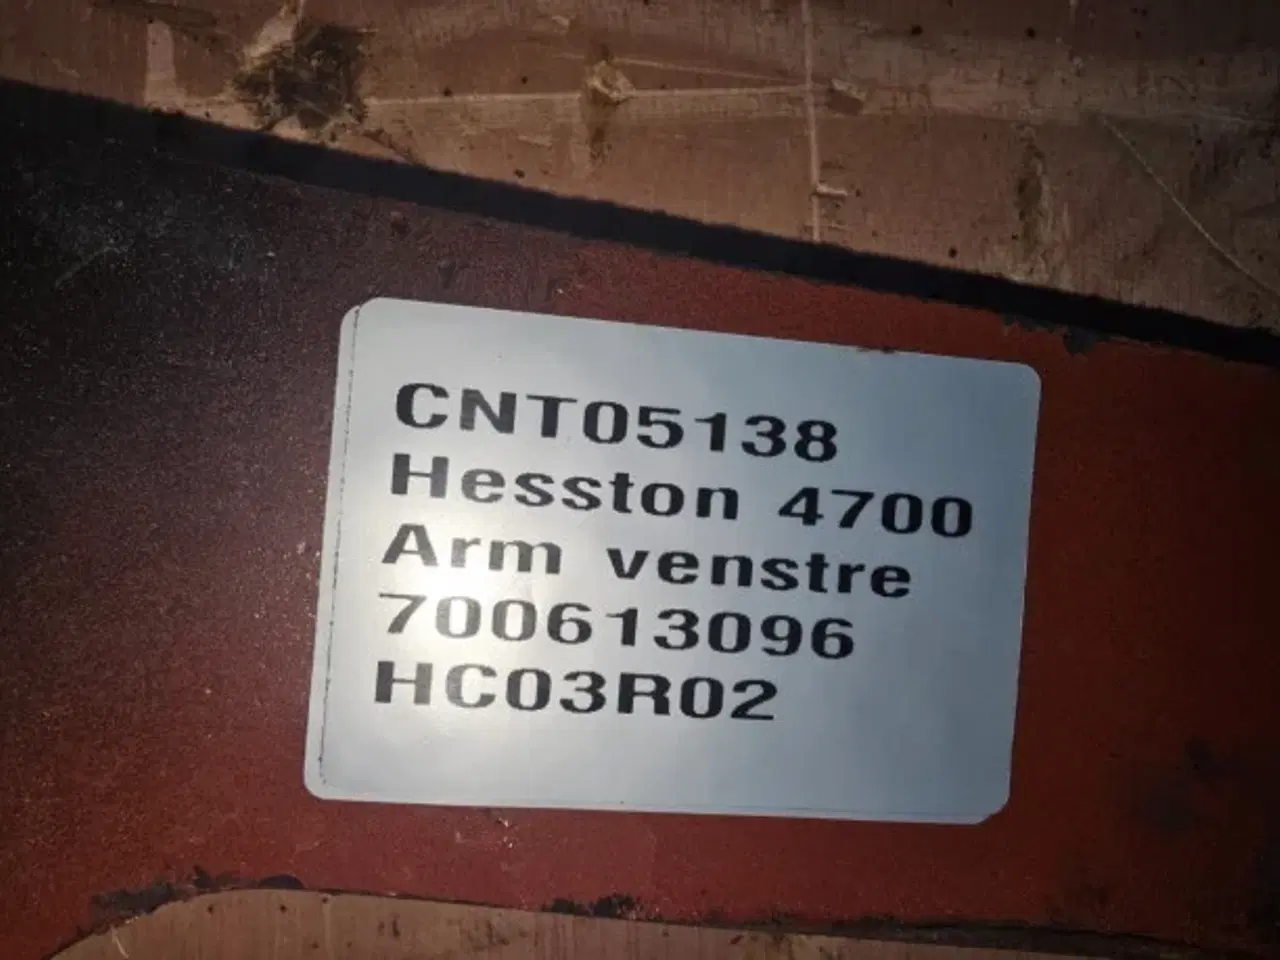 CNT05138
Hesston 4700
Arm venstre
700613096
HC03R02